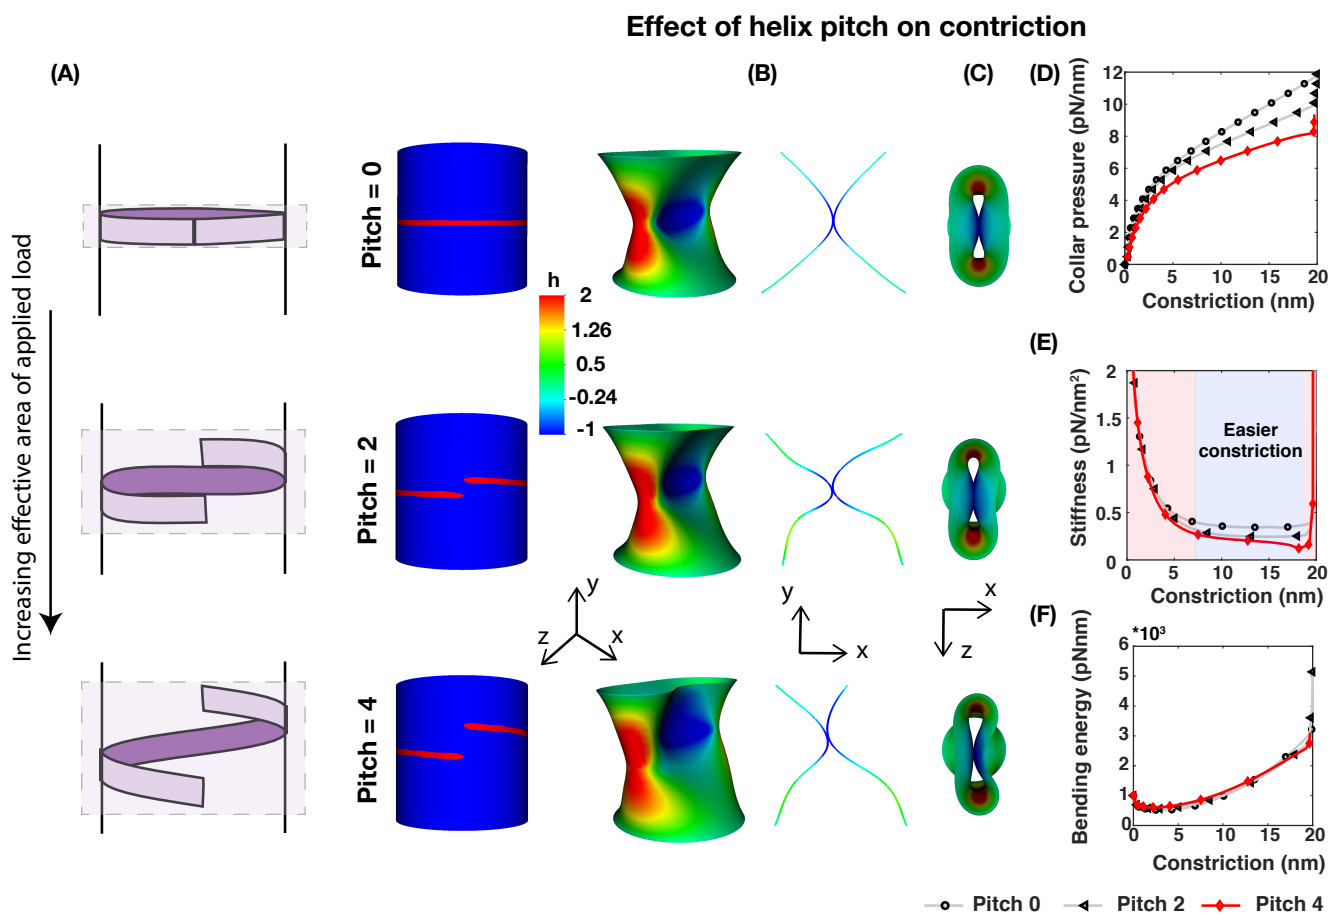 Effect of helix pitch on contriction
(A)
(B)
(C)
(D)
Increasing effective area of applied load
Pitch = 0
Pitch = 2
Pitch = 4
h
2
1.26
0.5
-0.24
-1
y
z
x
y
x
x
z
Collar pressure (pN/nm)
12
10
8
6
4
2
0
0 5 10 15 20
Constriction (nm)
(E)
Stiffness (pN/nm²)
2
1.5
1
0.5
0
Easier
constriction
0 5 10 15 20
Constriction (nm)
(F)
*10³
Bending energy (pNnm)
6
5
4
3
2
1
0
0 5 10 15 20
Constriction (nm)
Pitch 0 Pitch 2 Pitch 4